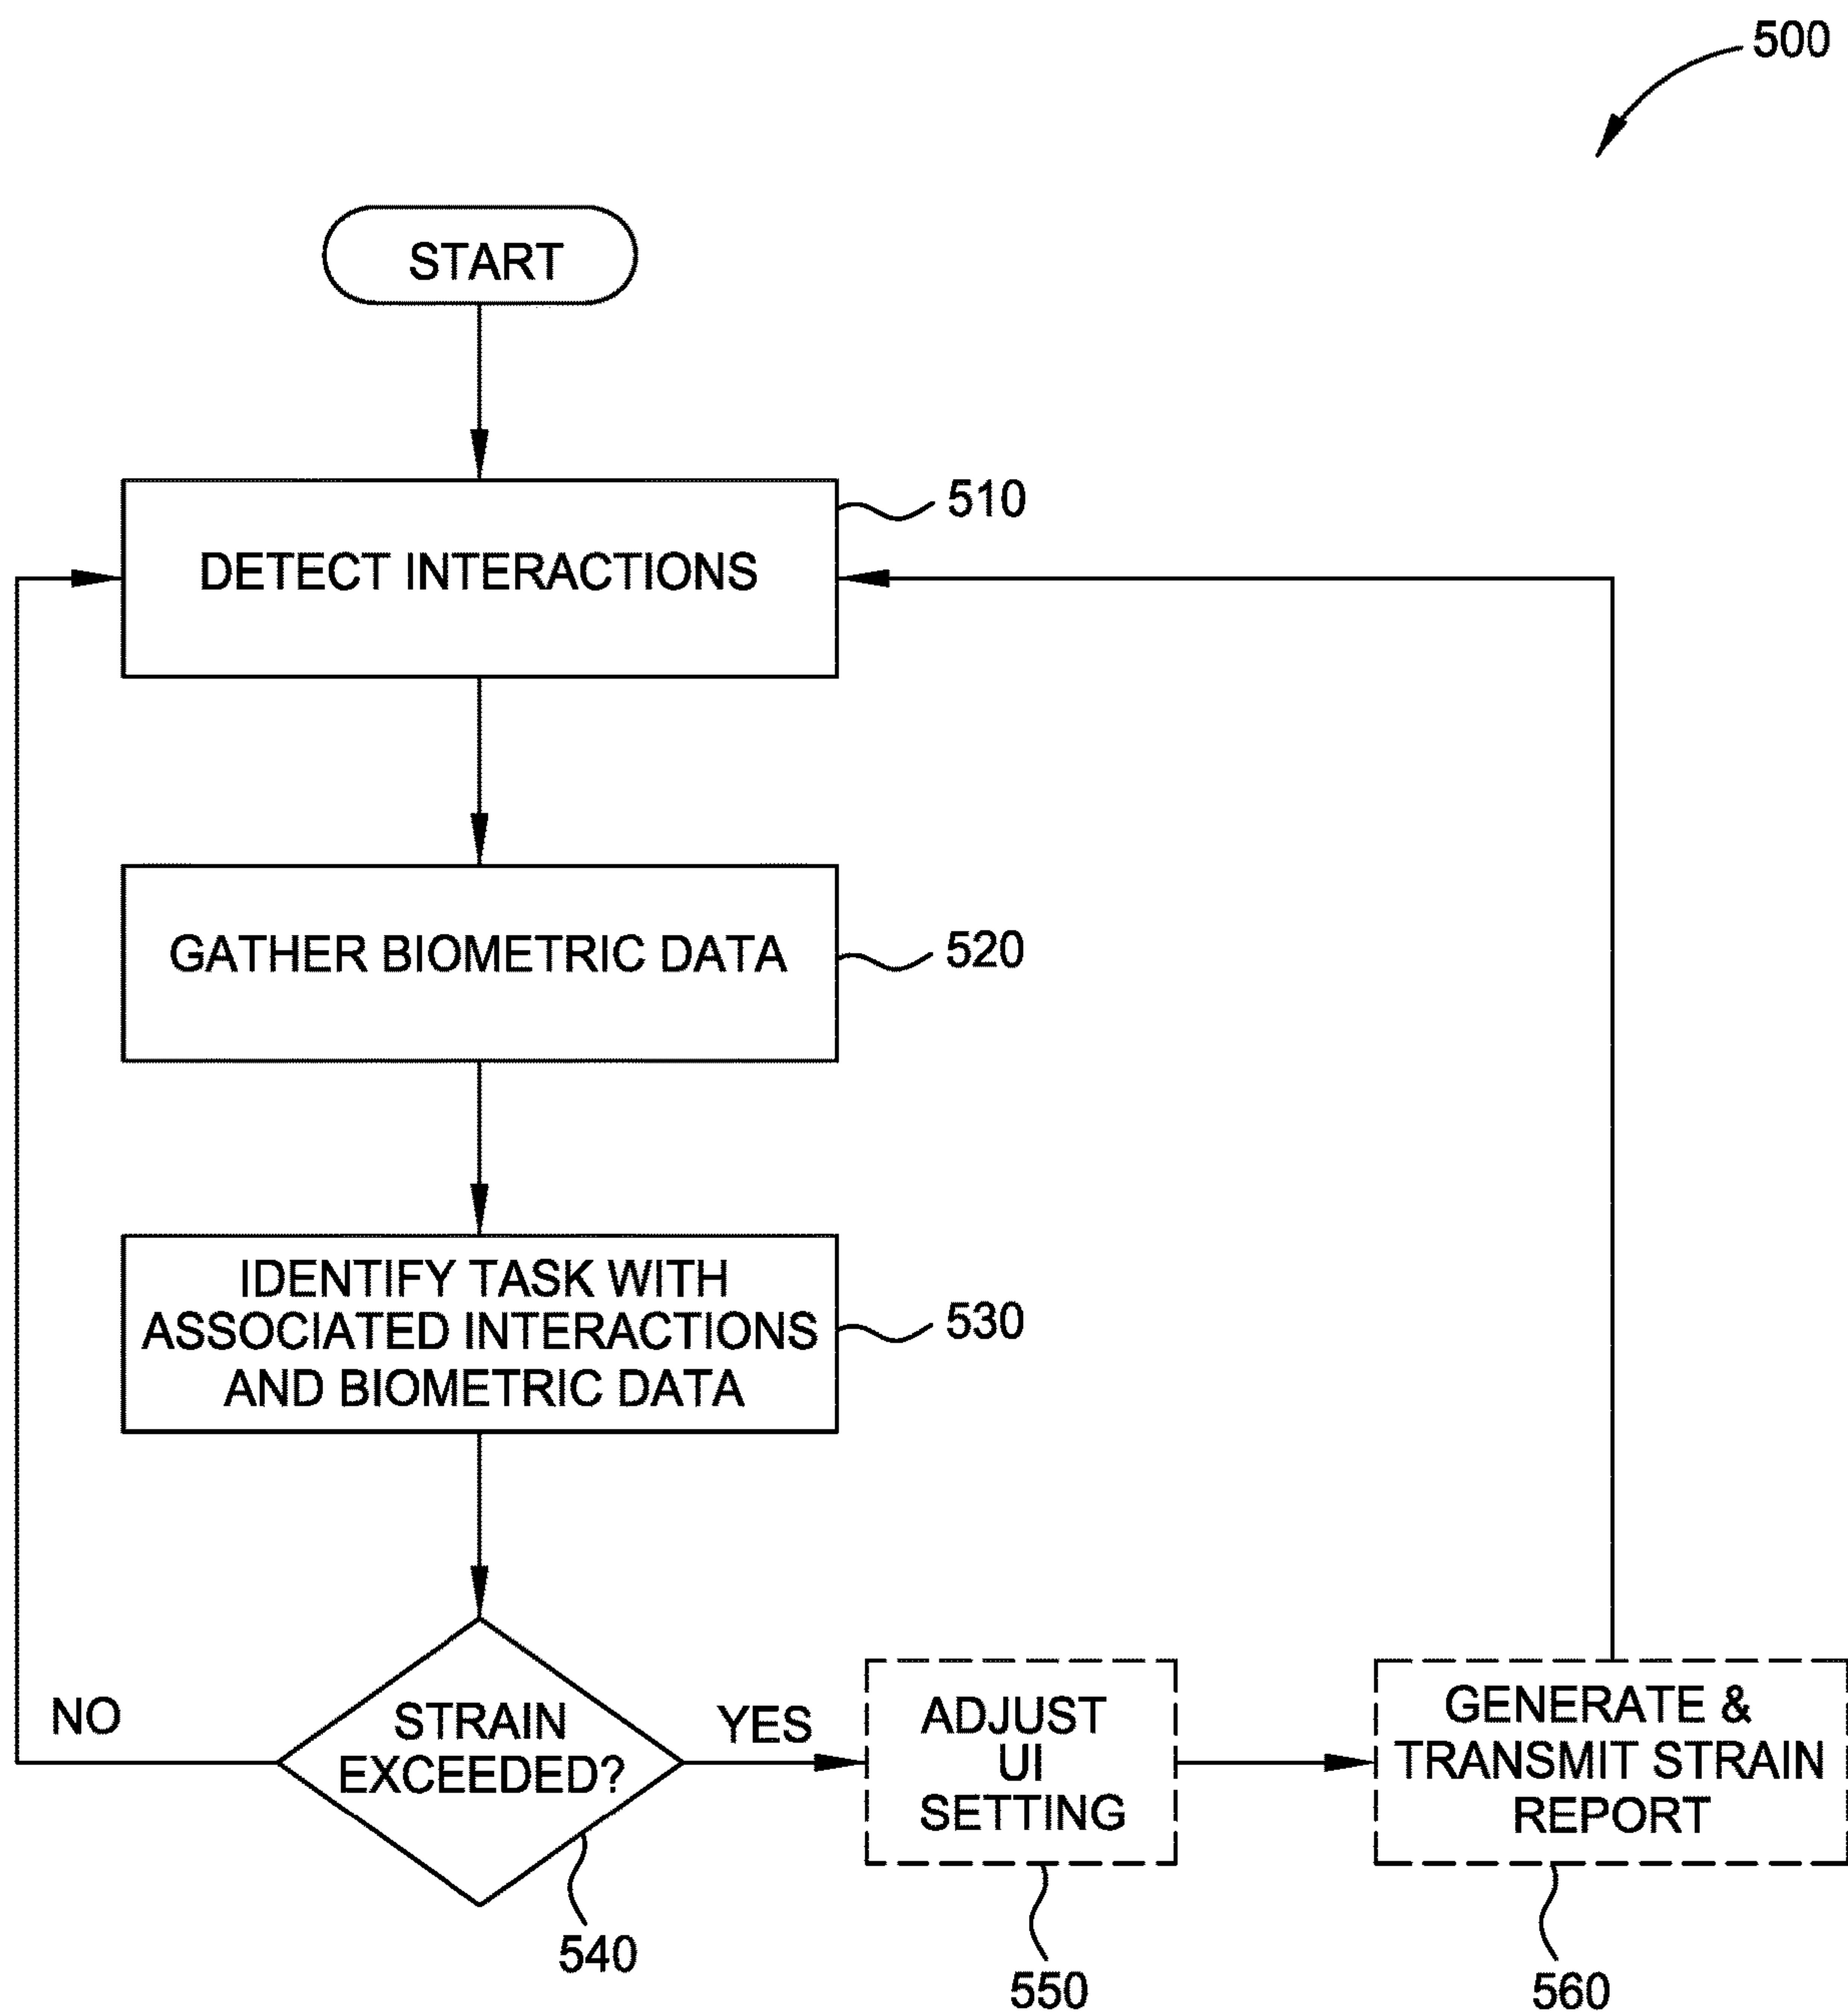 500
START
510
DETECT INTERACTIONS
GATHER BIOMETRIC DATA
520
IDENTIFY TASK WITH
ASSOCIATED INTERACTIONS
AND BIOMETRIC DATA
530
NO
STRAIN
EXCEEDED?
YES
540
ADJUST
UI
SETTING
550
GENERATE &
TRANSMIT STRAIN
REPORT
560